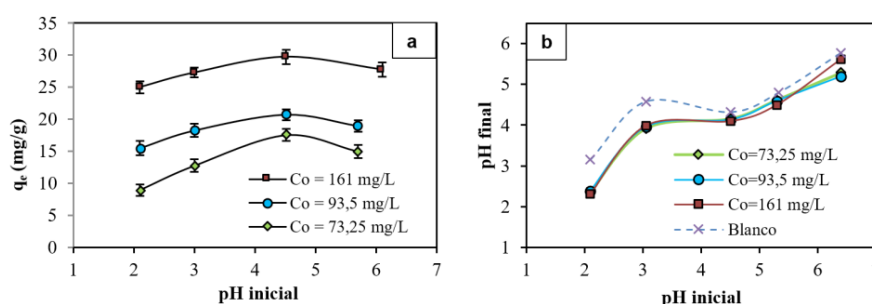 a
35
30
25
20
15
10
5
0
qe (mg/g)
Co = 161 mg/L
Co = 93,5 mg/L
Co = 73,25 mg/L
1 2 3 4 5 6 7
pH inicial
b
6
5
4
3
2
1
pH final
Co=73,25 mg/L
Co=93,5 mg/L
Co=161 mg/L
Blanco
1 2 3 4 5 6
pH inicial